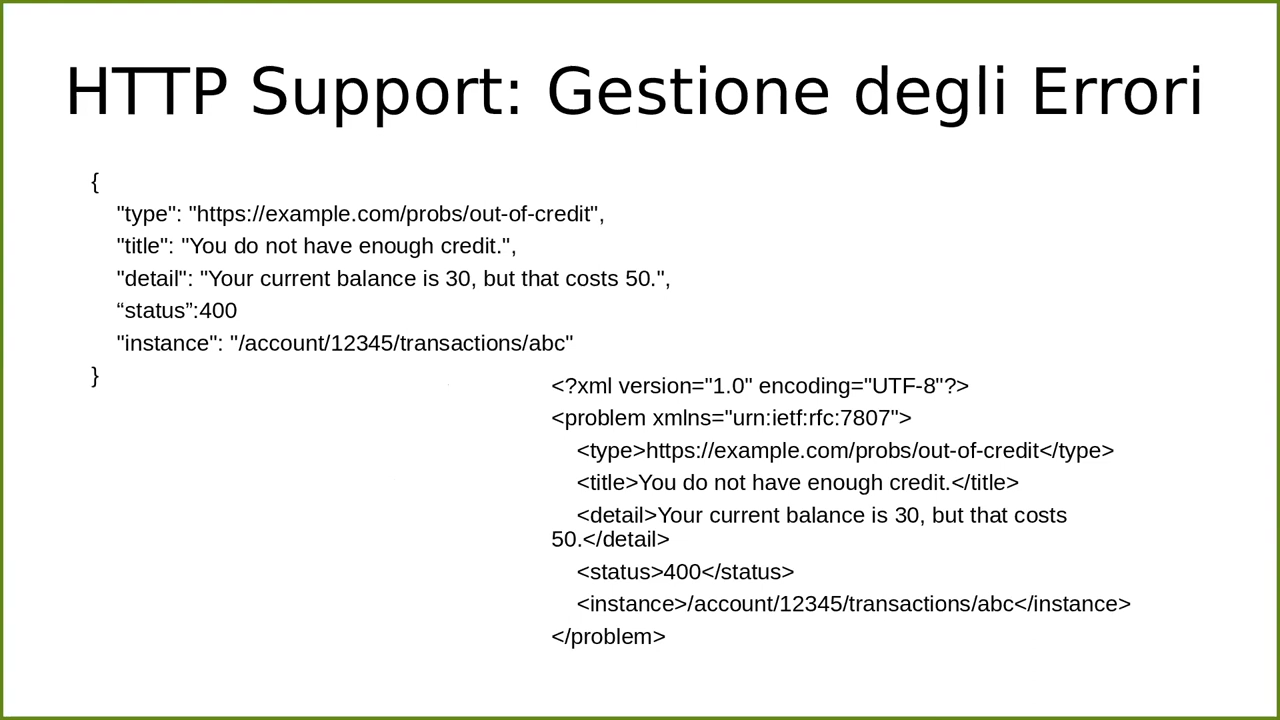 HTTP Support: Gestione degli Errori
{
"type": "https://example.com/probs/out-of-credit",
"title": "You do not have enough credit.",
"detail": "Your current balance is 30, but that costs 50.",
“status”:400
"instance": "/account/12345/transactions/abc"
}
<?xml version="1.0" encoding="UTF-8"?>
<problem xmlns="urn:ietf:rfc:7807">
<type>https://example.com/probs/out-of-credit</type>
<title>You do not have enough credit.</title>
<detail>Your current balance is 30, but that costs
50.</detail>
<status>400</status>
<instance>/account/12345/transactions/abc</instance>
</problem>